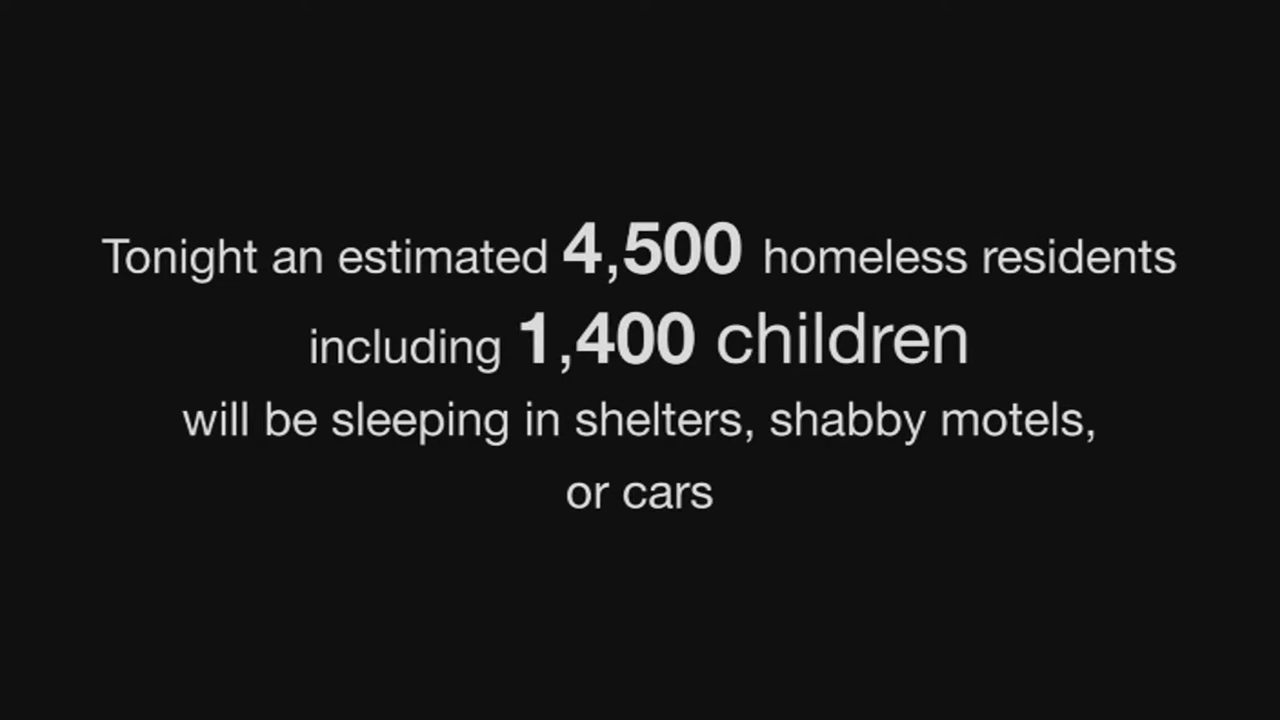 Tonight an estimated 4,500 homeless residents
including 1,400 children
will be sleeping in shelters, shabby motels,
or cars